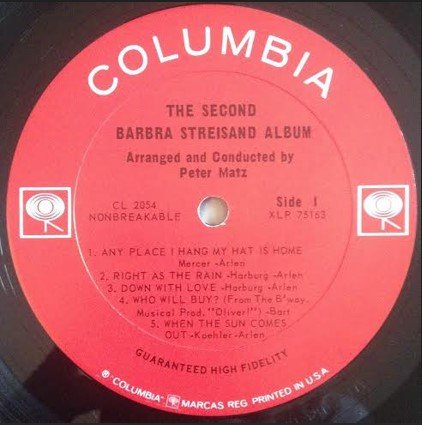 COLUMBIA
THE SECOND
BARBRA STREISAND ALBUM
Arranged and Conducted by
Peter Matz
CL 2054
NONBREAKABLE
Side 1
XLP 75163
1. ANY PLACE I HANG MY HAT IS HOME
Mercer -Arlen
2. RIGHT AS THE RAIN -Harburg -Arlen
3. DOWN WITH LOVE -Harburg -Arlen
4. WHO WILL BUY? (From The B'way.
Musical Prod. "Oliver!") -Bart
5. WHEN THE SUN COMES
OUT -Koehler -Arlen
GUARANTEED HIGH FIDELITY
® "COLUMBIA" MARCAS REG. PRINTED IN U.S.A.